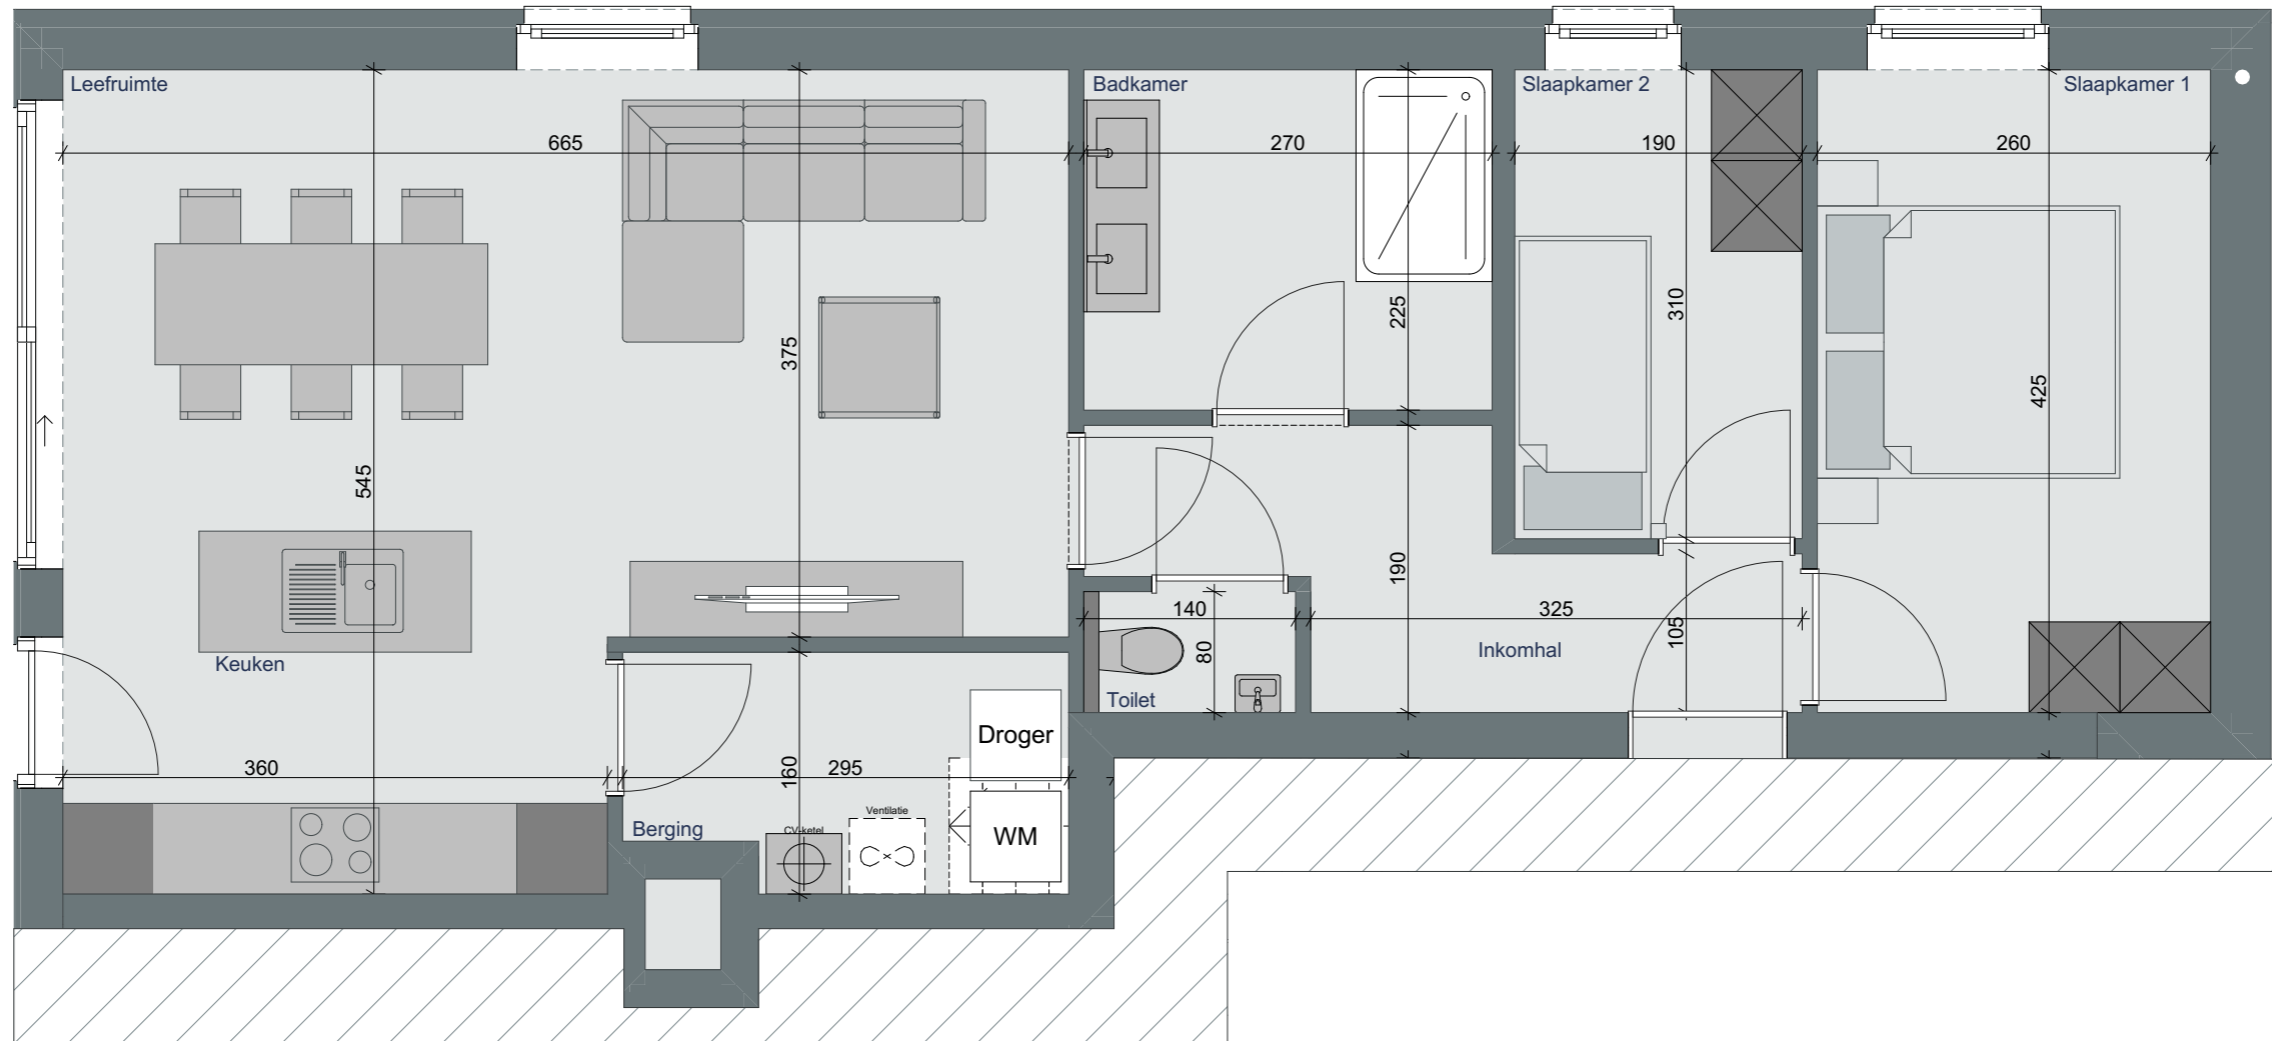 Leefruimte
Badkamer
Slaapkamer 2
Slaapkamer 1
665
270
190
260
225
310
375
425
545
190
140
325
80
105
Keuken
Inkomhal
Toilet
Droger
360
160
295
Ventilatie
Berging
CV-ketel
WM